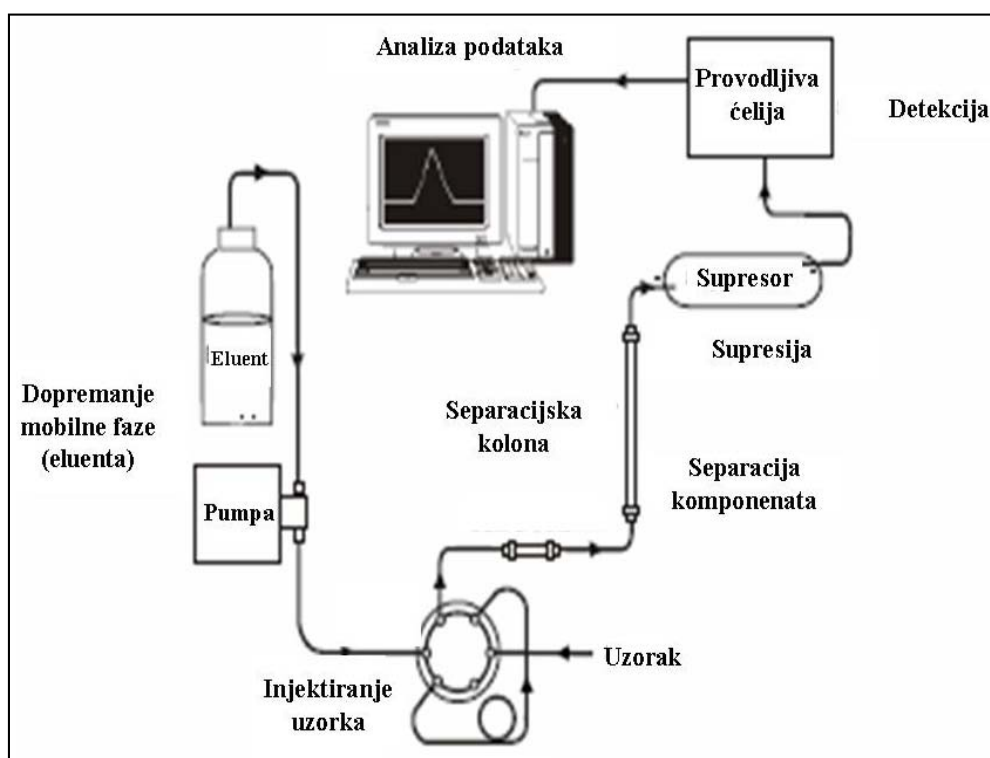 Analiza podataka
Provodljiva
ćelija
Detekcija
Supresor
Supresija
Eluent
Dopremanje
mobilne faze
(eluenta)
Separacijska
kolona
Separacija
komponenata
Pumpa
Uzorak
Injektiranje
uzorka